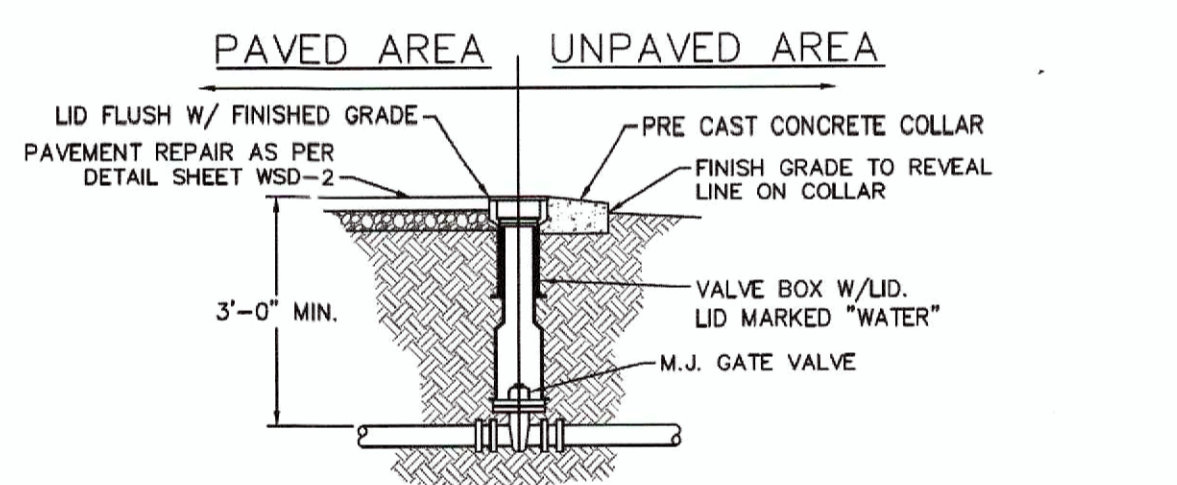 PAVED AREA
UNPAVED AREA
LID FLUSH W/ FINISHED GRADE
PAVEMENT REPAIR AS PER
DETAIL SHEET WSD-2
PRE CAST CONCRETE COLLAR
FINISH GRADE TO REVEAL
LINE ON COLLAR
3'-0" MIN.
VALVE BOX W/LID.
LID MARKED "WATER"
M.J. GATE VALVE